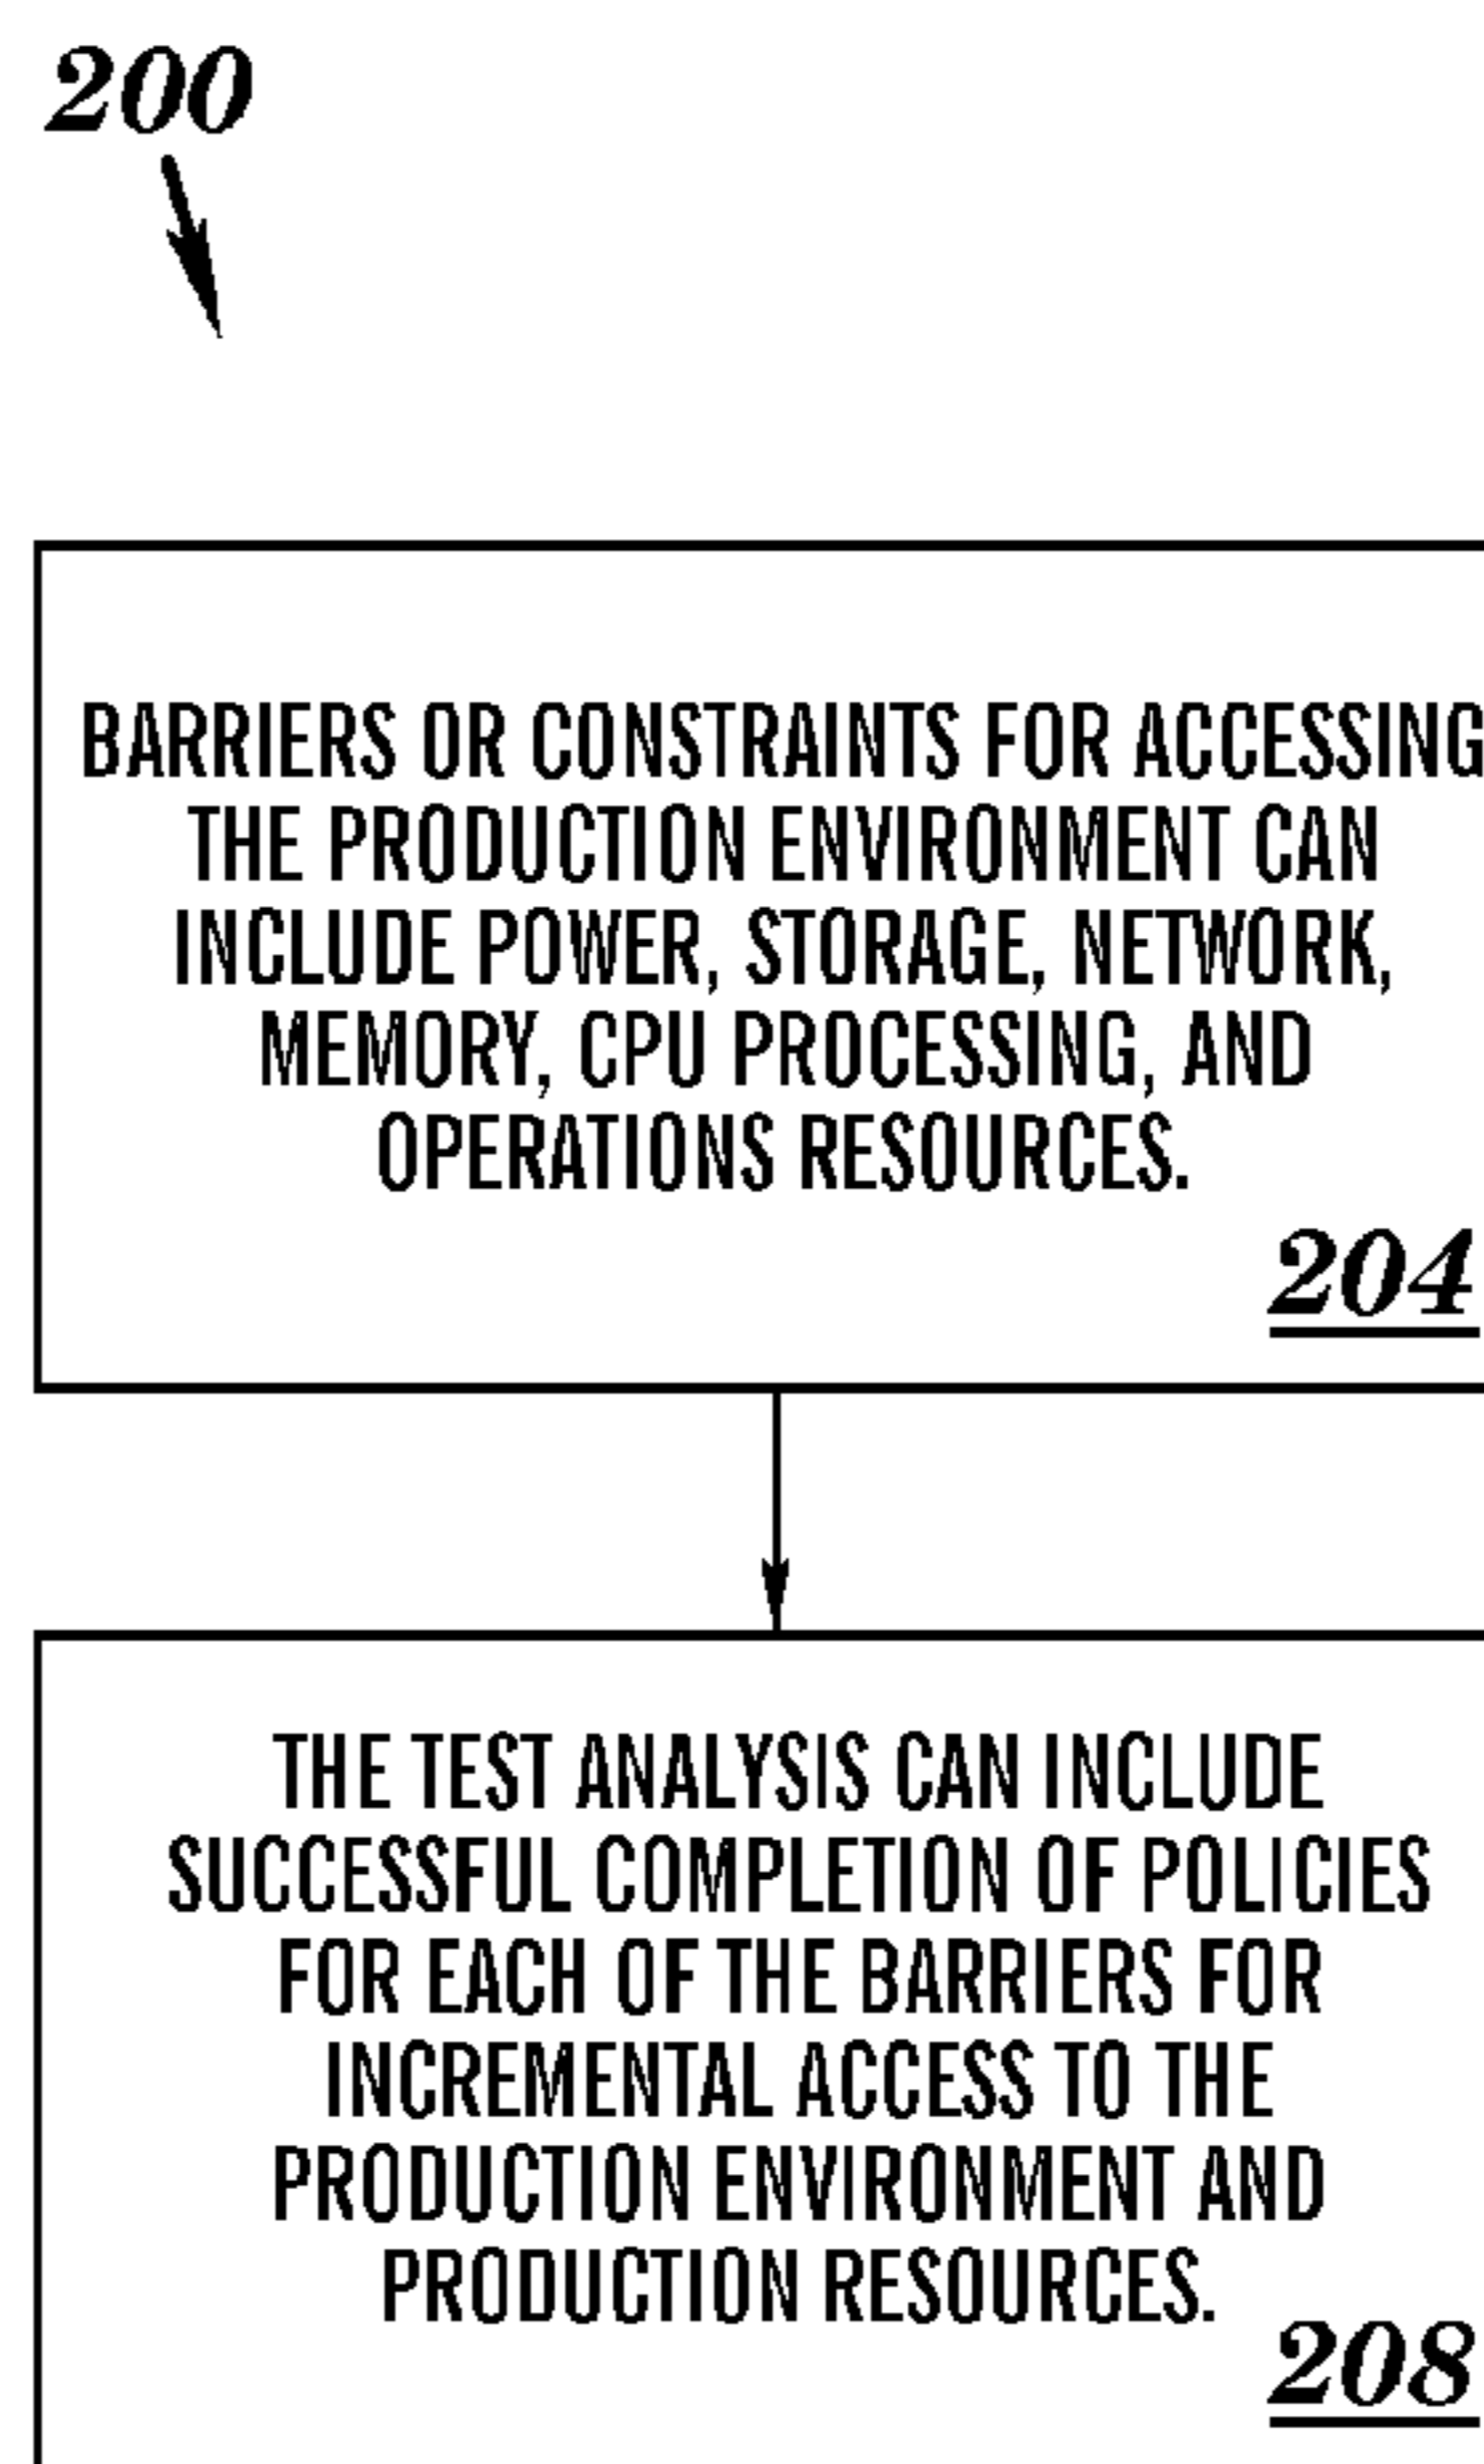 200
BARRIERS OR CONSTRAINTS FOR ACCESSING
THE PRODUCTION ENVIRONMENT CAN
INCLUDE POWER, STORAGE, NETWORK,
MEMORY, CPU PROCESSING, AND
OPERATIONS RESOURCES.
204
THE TEST ANALYSIS CAN INCLUDE
SUCCESSFUL COMPLETION OF POLICIES
FOR EACH OF THE BARRIERS FOR
INCREMENTAL ACCESS TO THE
PRODUCTION ENVIRONMENT AND
PRODUCTION RESOURCES.
208